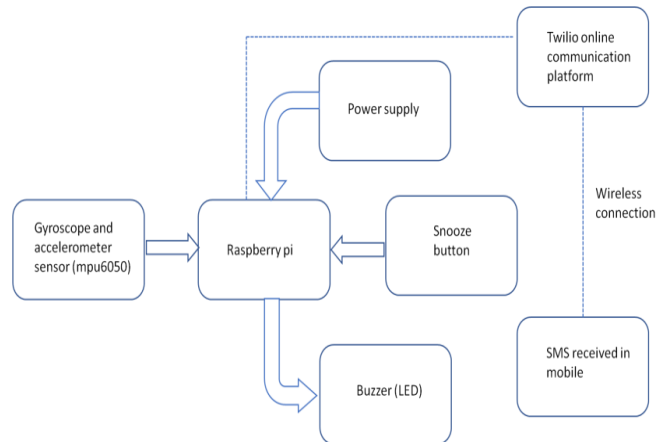 Twilio online
communication
platform
Power supply
Wireless
connection
Gyroscope and
accelerometer
sensor (mpu6050)
Raspberry pi
Snooze
button
SMS received in
mobile
Buzzer (LED)